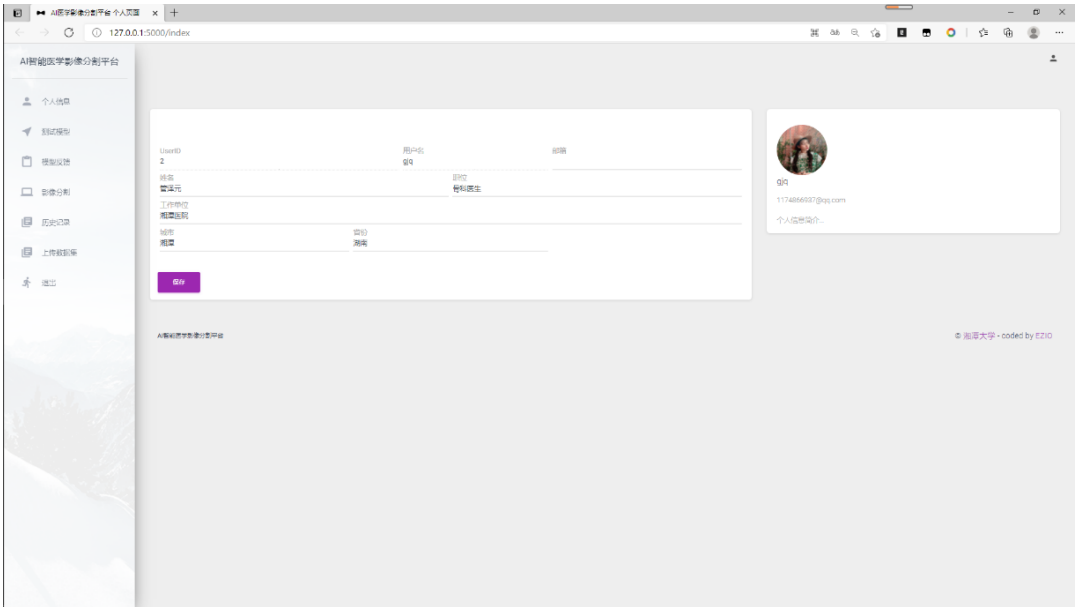 AI医学影像分割平台 个人页面
127.0.0.1:5000/index
AI智能医学影像分割平台
个人信息
测试模型
模型反馈
影像分割
历史记录
上传数据集
退出
UserID
2
用户名
gjq
邮箱
姓名
管泽元
职位
骨科医生
工作单位
湘潭医院
城市
湘潭
省份
湖南
保存
gjq
1174866937@qq.com
个人信息简介...
AI智能医学影像分割平台
© 湘潭大学 - coded by EZIO